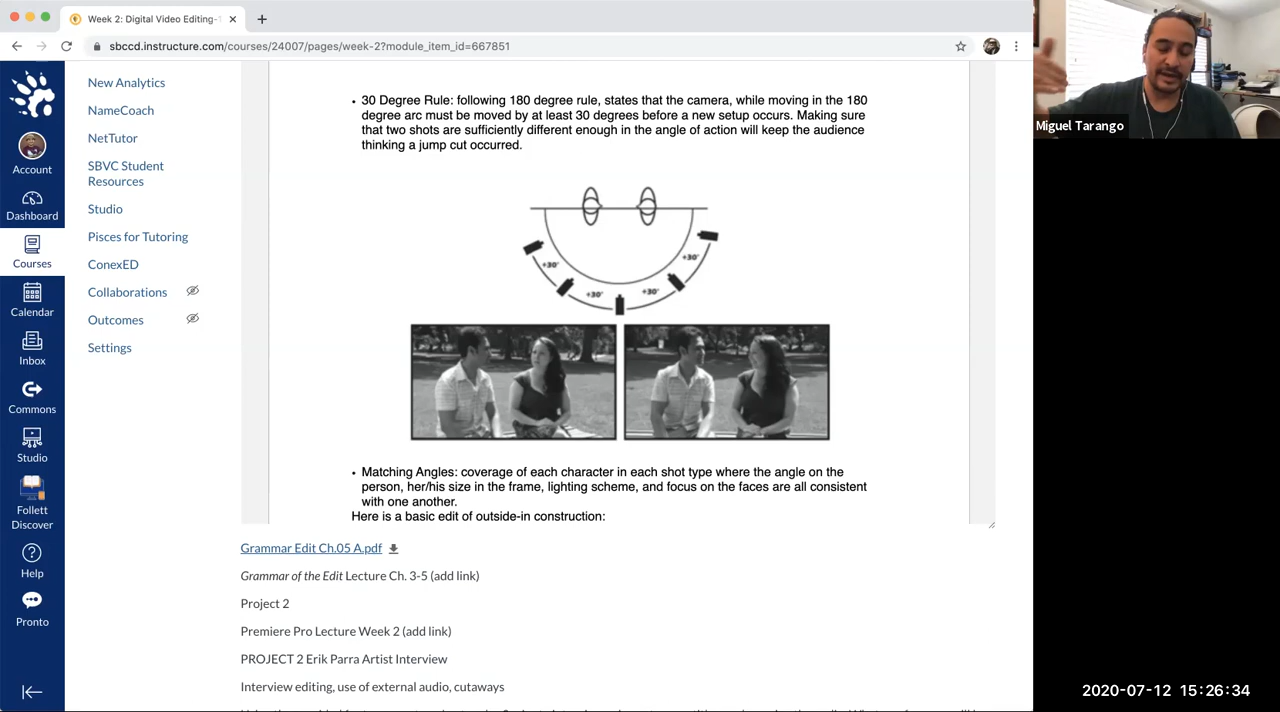 Week 2: Digital Video Editing-
sbccd.instructure.com/courses/24007/pages/week-2?module_item_id=667851
Account
Dashboard
Courses
Calendar
Inbox
Commons
Studio
Follett
Discover
Help
Pronto
New Analytics
NameCoach
NetTutor
SBVC Student
Resources
Studio
Pisces for Tutoring
ConexED
Collaborations
Outcomes
Settings
• 30 Degree Rule: following 180 degree rule, states that the camera, while moving in the 180
degree arc must be moved by at least 30 degrees before a new setup occurs. Making sure
that two shots are sufficiently different enough in the angle of action will keep the audience
thinking a jump cut occurred.
+30° +30° +30° +30°
• Matching Angles: coverage of each character in each shot type where the angle on the
person, her/his size in the frame, lighting scheme, and focus on the faces are all consistent
with one another.
Here is a basic edit of outside-in construction:
Grammar Edit Ch.05 A.pdf
Grammar of the Edit Lecture Ch. 3-5 (add link)
Project 2
Premiere Pro Lecture Week 2 (add link)
PROJECT 2 Erik Parra Artist Interview
Interview editing, use of external audio, cutaways
Miguel Tarango
2020-07-12 15:26:34